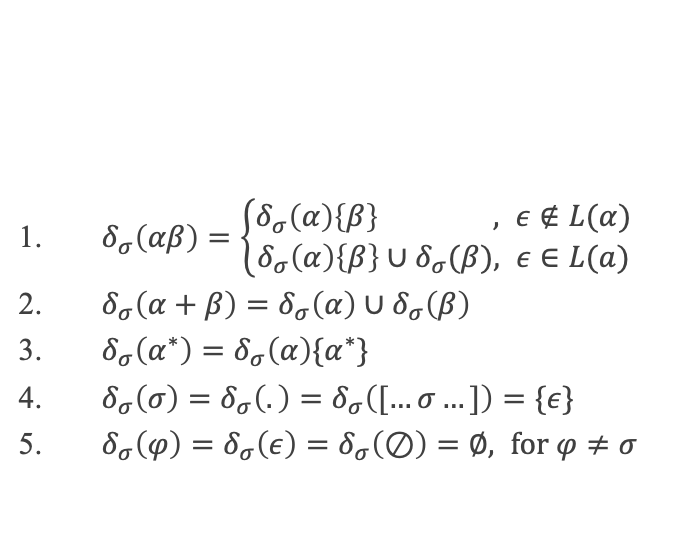 1. δ_σ(αβ) = { δ_σ(α){β} , ϵ ∉ L(α)
δ_σ(α){β} ∪ δ_σ(β), ϵ ∈ L(a)
2. δ_σ(α + β) = δ_σ(α) ∪ δ_σ(β)
3. δ_σ(α*) = δ_σ(α){α*}
4. δ_σ(σ) = δ_σ(.) = δ_σ([... σ ...]) = {ϵ}
5. δ_σ(φ) = δ_σ(ϵ) = δ_σ(∅) = ∅, for φ ≠ σ